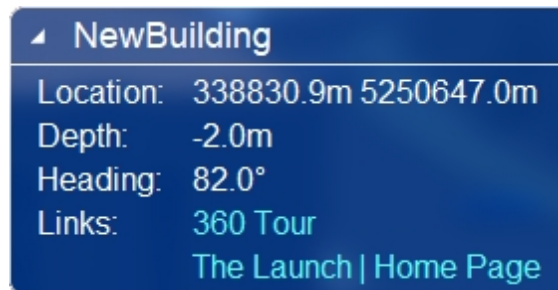 NewBuilding
Location: 338830.9m 5250647.0m
Depth: -2.0m
Heading: 82.0°
Links: 360 Tour
The Launch | Home Page